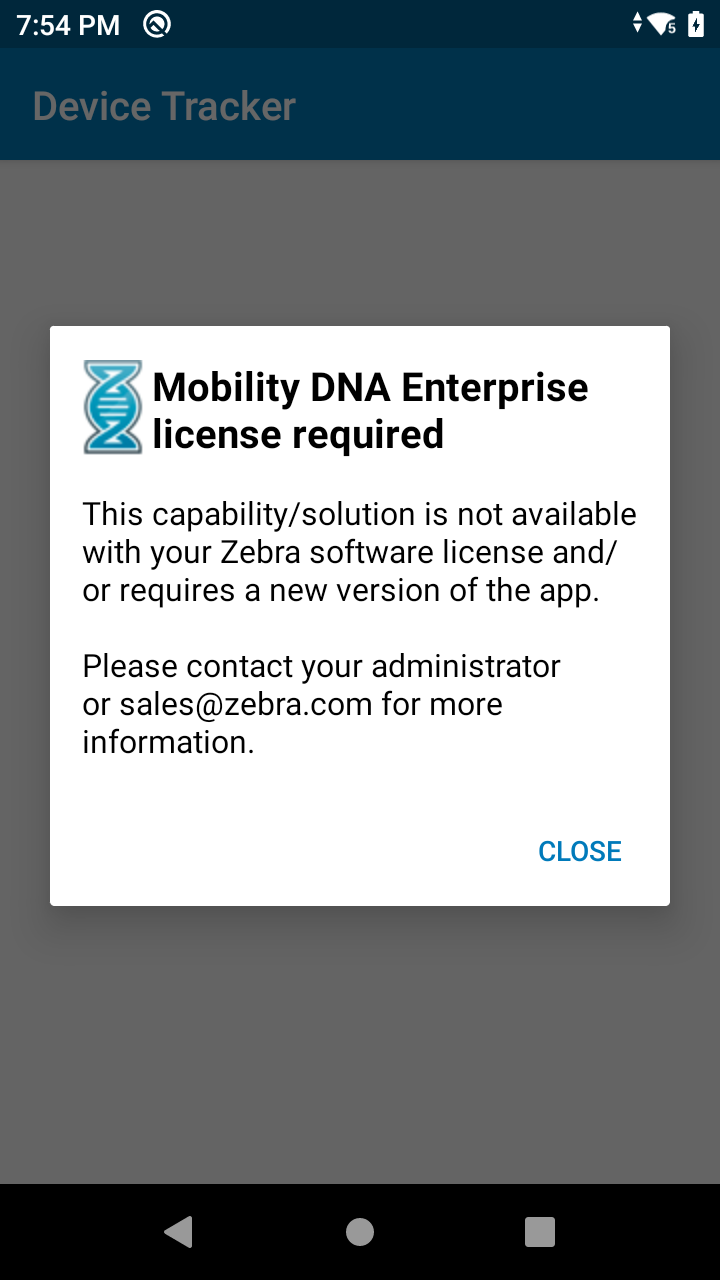 7:54 PM
5
Device Tracker
Mobility DNA Enterprise
license required
This capability/solution is not available
with your Zebra software license and/
or requires a new version of the app.
Please contact your administrator
or sales@zebra.com for more
information.
CLOSE